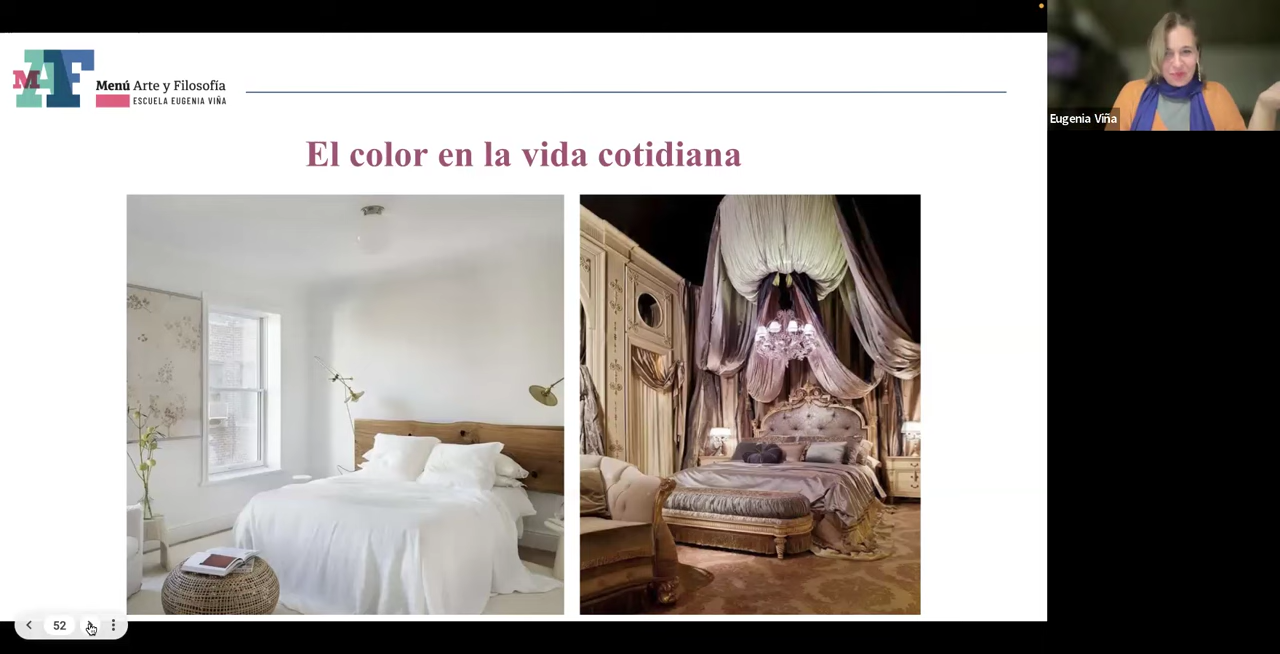 MAF
Menú Arte y Filosofía
ESCUELA EUGENIA VIÑA
El color en la vida cotidiana
Eugenia Viña
52